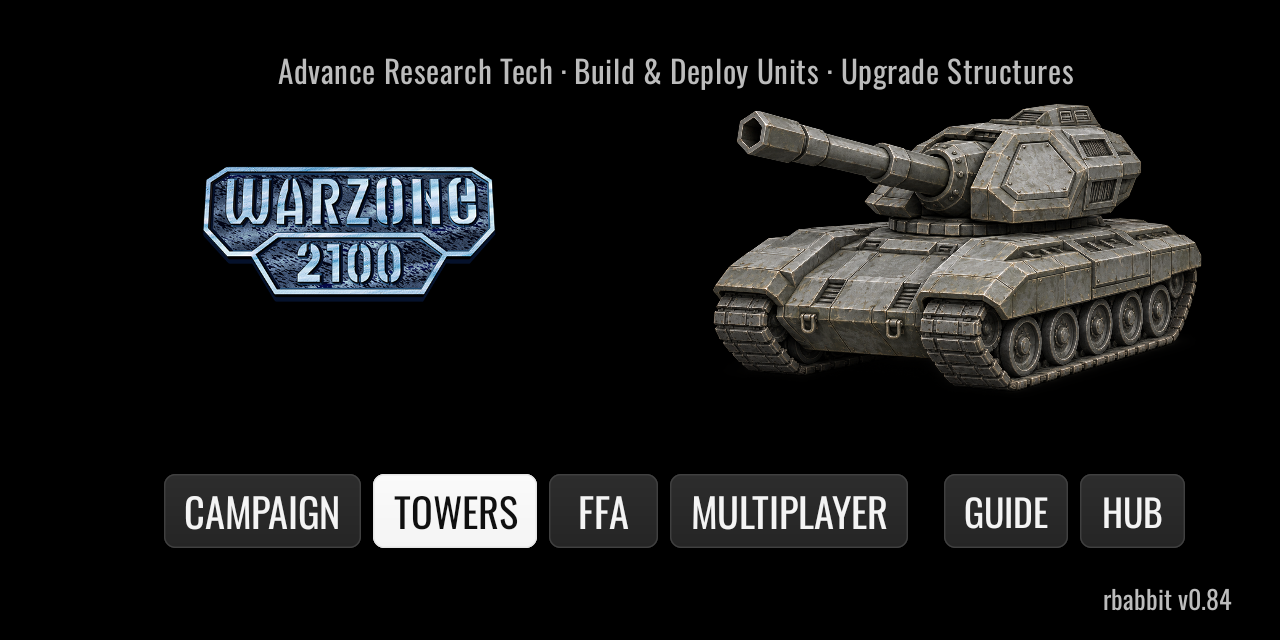 Advance Research Tech · Build & Deploy Units · Upgrade Structures
WARZONE
2100
CAMPAIGN TOWERS FFA MULTIPLAYER GUIDE HUB
rbabbit v0.84